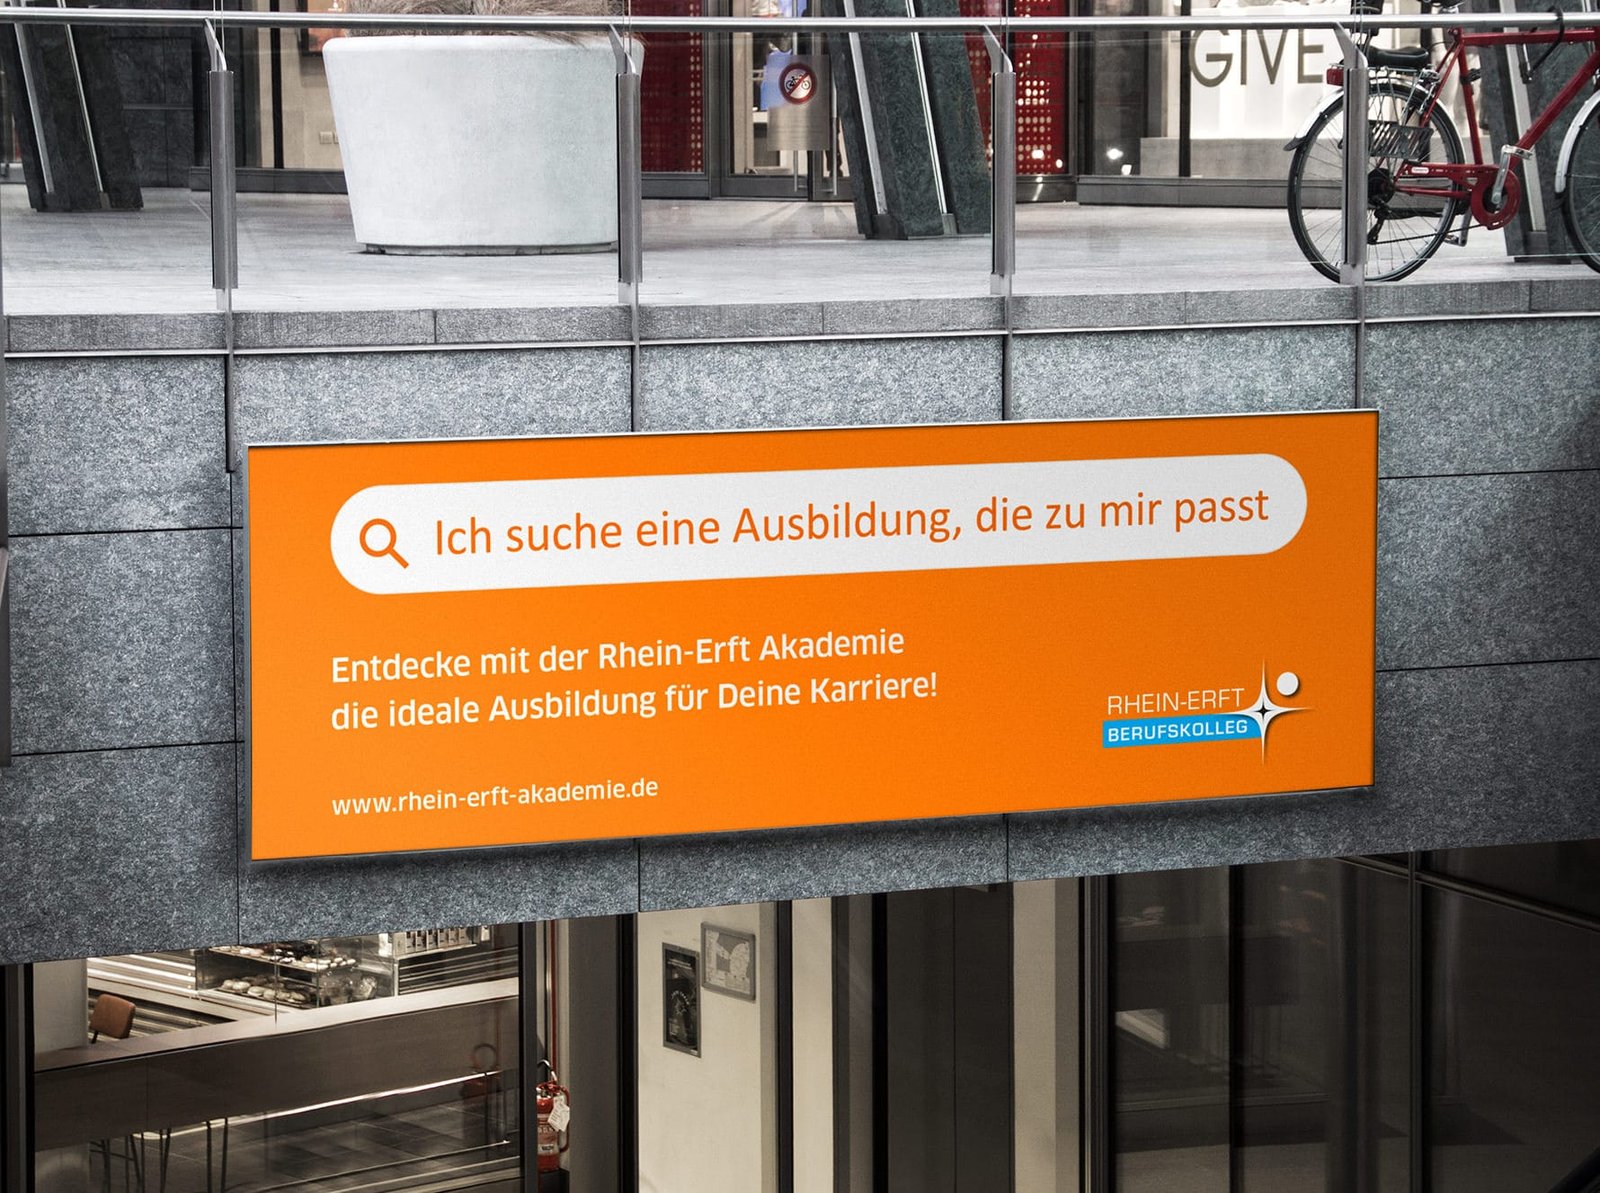 GIVE
Ich suche eine Ausbildung, die zu mir passt
Entdecke mit der Rhein-Erft Akademie
die ideale Ausbildung für Deine Karriere!
RHEIN-ERFT
BERUFSKOLLEG
www.rhein-erft-akademie.de